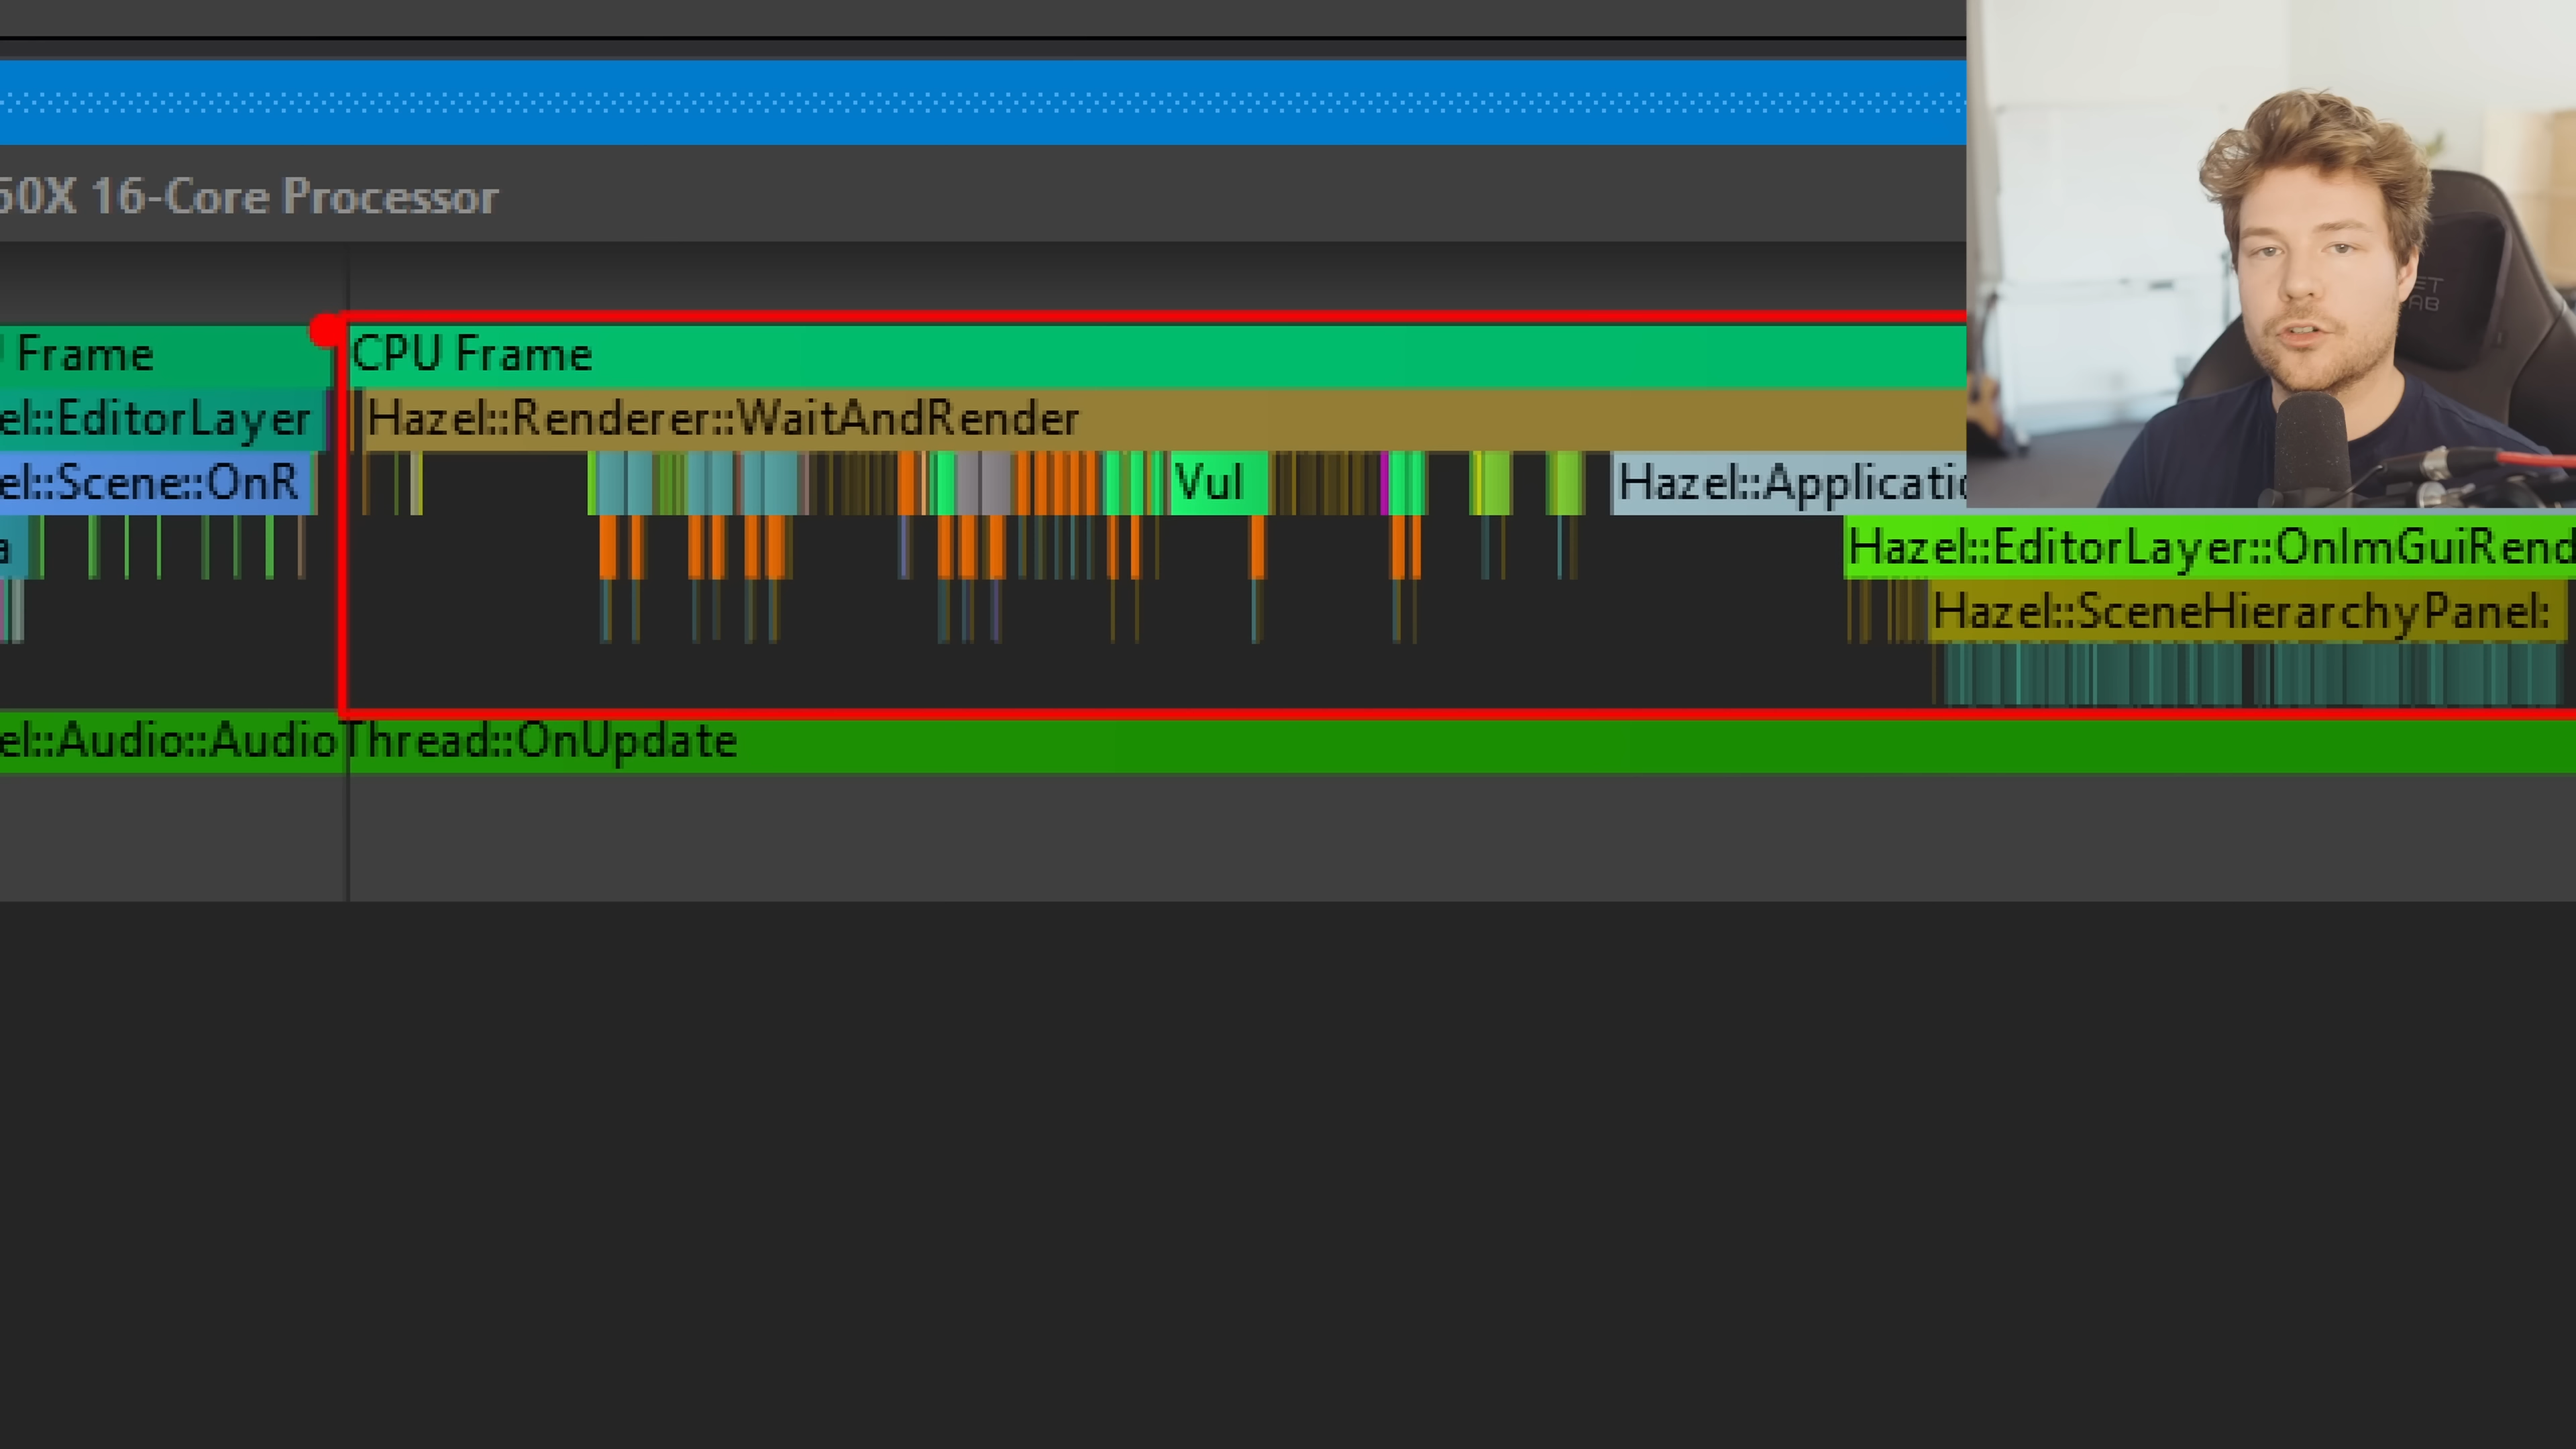 50X 16-Core Processor
Frame
CPU Frame
el::EditorLayer
Hazel::Renderer::WaitAndRender
el::Scene::OnR
Vul
Hazel::Applicatio
a
Hazel::EditorLayer::OnImGuiRend
Hazel::SceneHierarchyPanel:
el::Audio::AudioThread::OnUpdate